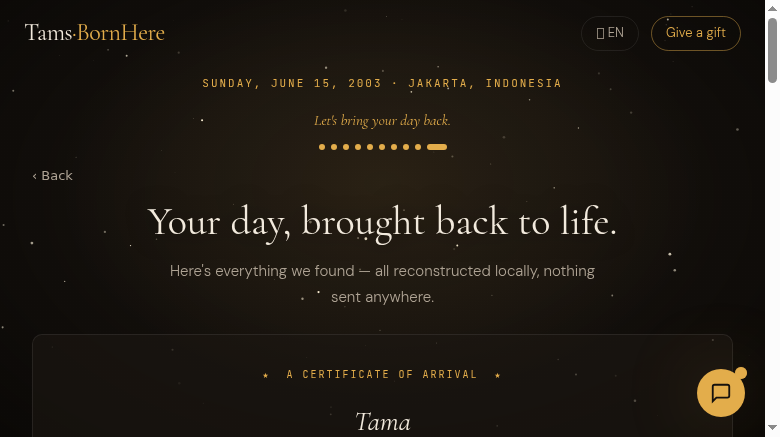 Tams·BornHere
EN
Give a gift
SUNDAY, JUNE 15, 2003 · JAKARTA, INDONESIA
Let's bring your day back.
‹ Back
Your day, brought back to life.
Here's everything we found — all reconstructed locally, nothing
sent anywhere.
★ A CERTIFICATE OF ARRIVAL ★
Tama